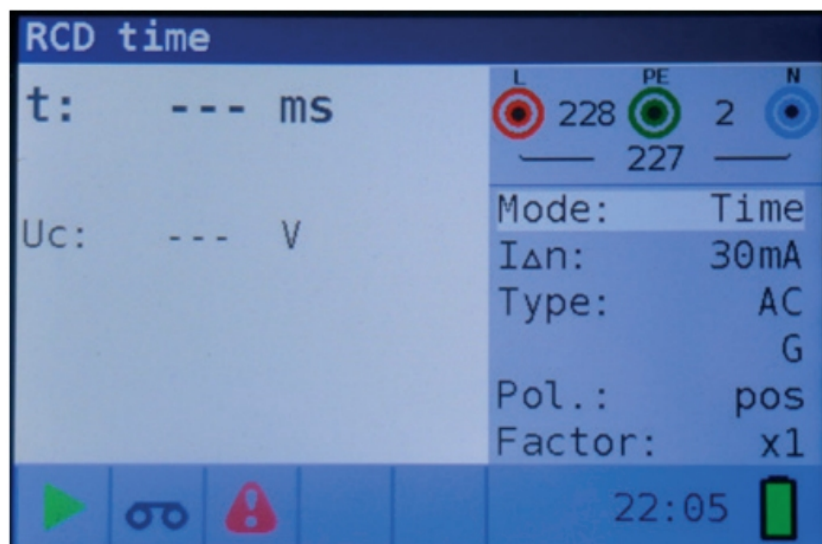 RCD time
t: --- ms
Uc: --- V
L PE N
228 2
227
Mode: Time
I∆n: 30mA
Type: AC
G
Pol.: pos
Factor: x1
22:05